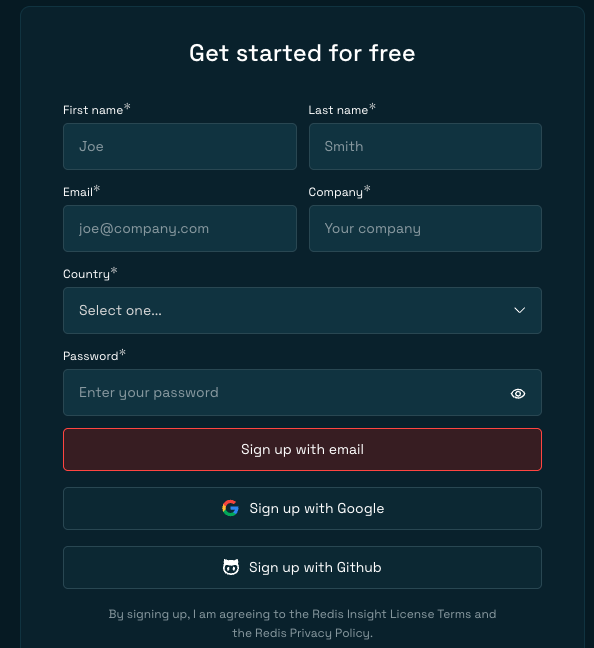 Get started for free
First name* Last name*
Joe Smith
Email* Company*
joe@company.com Your company
Country*
Select one...
Password*
Enter your password
Sign up with email
Sign up with Google
Sign up with Github
By signing up, I am agreeing to the Redis Insight License Terms and
the Redis Privacy Policy.